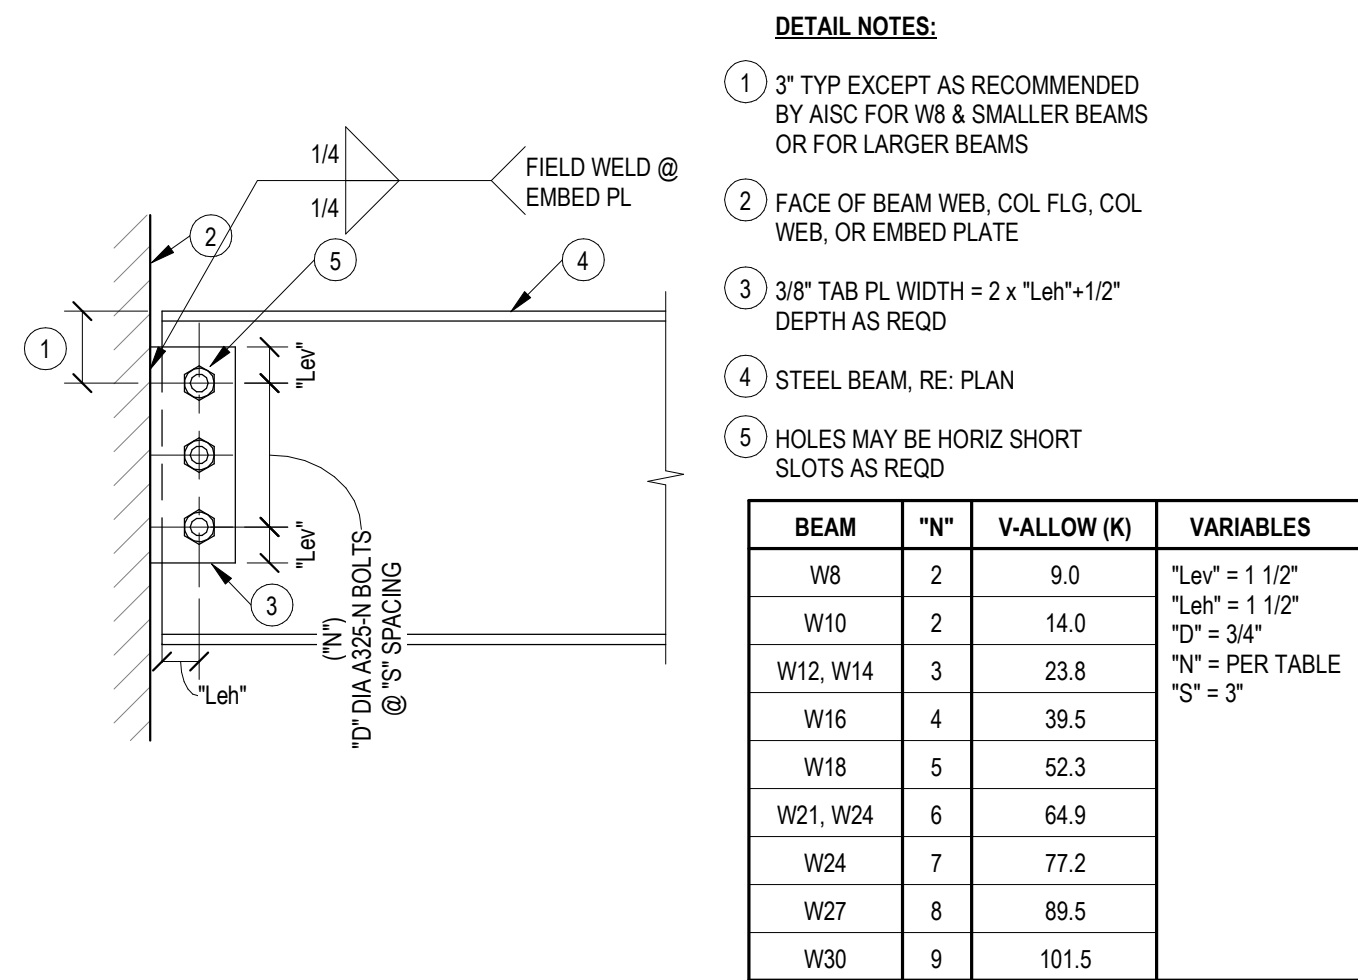 DETAIL NOTES:
1
3" TYP EXCEPT AS RECOMMENDED
BY AISC FOR W8 & SMALLER BEAMS
OR FOR LARGER BEAMS
2
FACE OF BEAM WEB, COL FLG, COL
WEB, OR EMBED PLATE
3
3/8" TAB PL WIDTH = 2 x "Leh"+1/2"
DEPTH AS REQD
4
STEEL BEAM, RE: PLAN
5
HOLES MAY BE HORIZ SHORT
SLOTS AS REQD
1/4
1/4
FIELD WELD @
EMBED PL
2
5
4
1
3
"Lev"
"Lev"
"Leh"
("N")
"D" DIA A325-N BOLTS
@ "S" SPACING
BEAM "N" V-ALLOW (K) VARIABLES
W8 2 9.0
W10 2 14.0
W12, W14 3 23.8
W16 4 39.5
W18 5 52.3
W21, W24 6 64.9
W24 7 77.2
W27 8 89.5
W30 9 101.5
"Lev" = 1 1/2"
"Leh" = 1 1/2"
"D" = 3/4"
"N" = PER TABLE
"S" = 3"